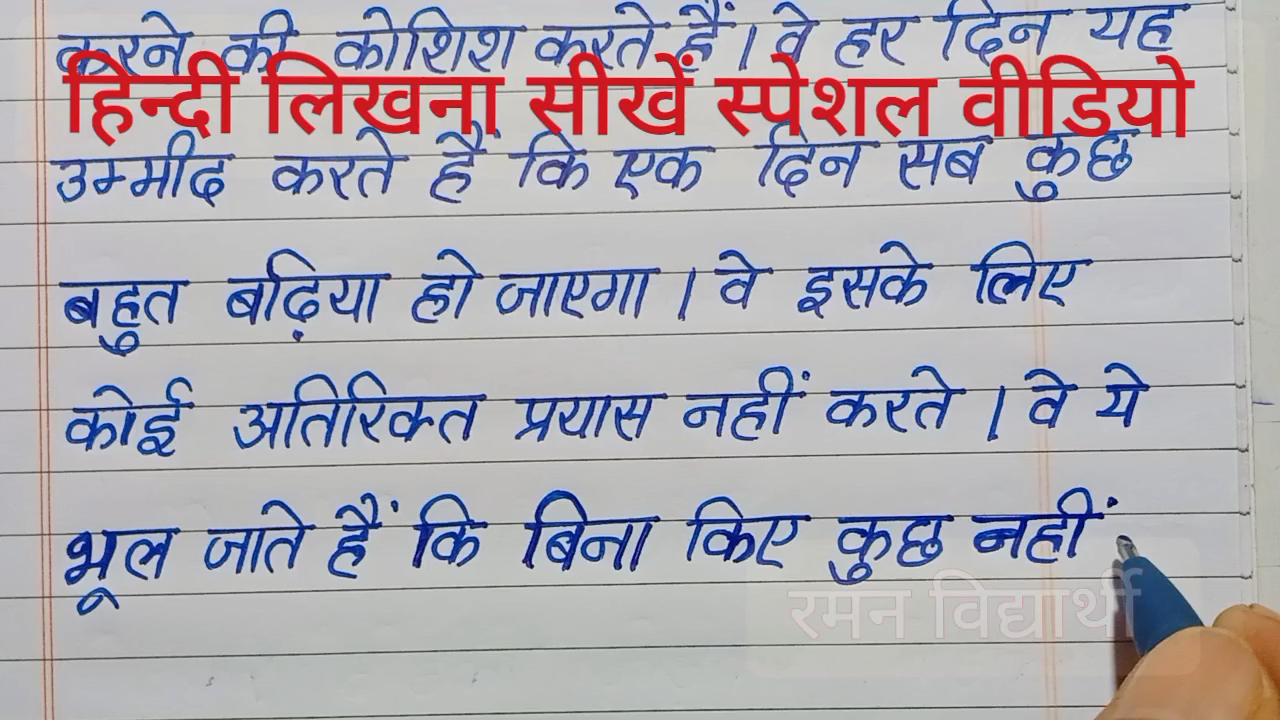 करने की कोशिश करते हैं। वे हर दिन यह
हिन्दी लिखना सीखें स्पेशल वीडियो
उम्मीद करते हैं कि एक दिन सब कुछ
बहुत बढ़िया हो जाएगा। वे इसके लिए
कोई अतिरिक्त प्रयास नहीं करते। वे ये
भूल जाते हैं कि बिना किए कुछ नहीं
रमन विद्यार्थी